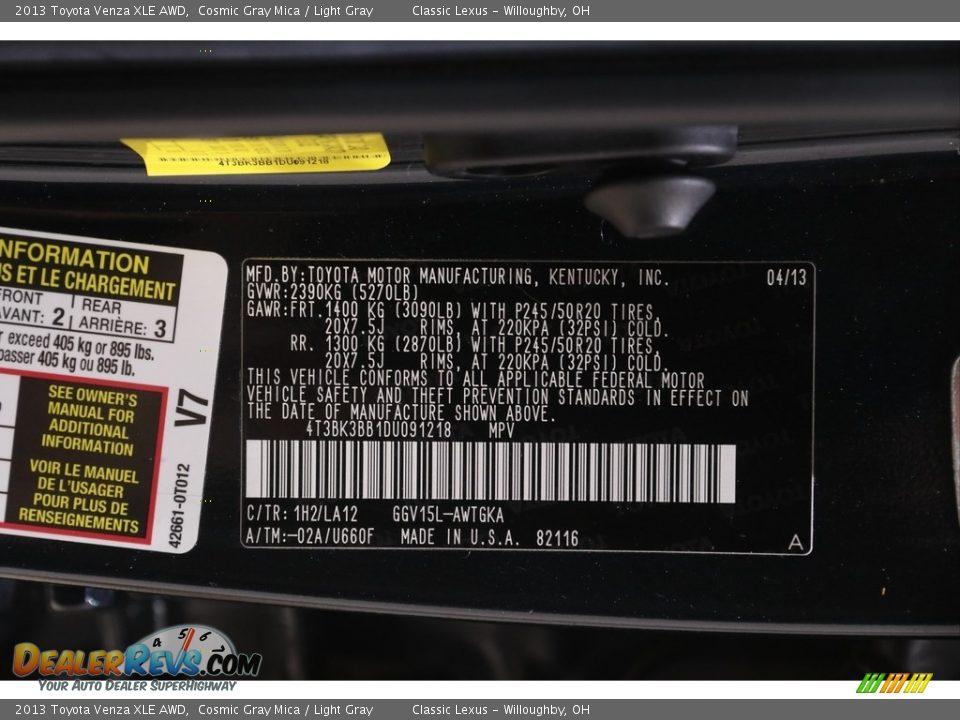 2013 Toyota Venza XLE AWD,  Cosmic Gray Mica / Light Gray    Classic Lexus - Willoughby, OH
4T3BK3BB1DU091218
NFORMATION
S ET LE CHARGEMENT
FRONT
AVANT: 2
REAR
ARRIÈRE: 3
exceed 405 kg or 895 lbs.
passer 405 kg ou 895 lb.
SEE OWNER'S
MANUAL FOR
ADDITIONAL
INFORMATION
VOIR LE MANUEL
DE L'USAGER
POUR PLUS DE
RENSEIGNEMENTS
V7
42661-0T012
MFD.BY:TOYOTA MOTOR MANUFACTURING, KENTUCKY, INC.    04/13
GVWR:2390KG (5270LB)
GAWR:FRT.1400 KG (3090LB) WITH P245/50R20 TIRES,
20X7.5J    RIMS, AT 220KPA (32PSI) COLD.
RR. 1300 KG (2870LB) WITH P245/50R20 TIRES,
20X7.5J    RIMS, AT 220KPA (32PSI) COLD.
THIS VEHICLE CONFORMS TO ALL APPLICABLE FEDERAL MOTOR
VEHICLE SAFETY AND THEFT PREVENTION STANDARDS IN EFFECT ON
THE DATE OF MANUFACTURE SHOWN ABOVE.
4T3BK3BB1DU091218    MPV
C/TR: 1H2/LA12    GGV15L-AWTGKA
A/TM:-02A/U660F    MADE IN U.S.A.  82116
A
4 5 6
DEALERREVS.COM
YOUR AUTO DEALER SUPERHIGHWAY
2013 Toyota Venza XLE AWD,  Cosmic Gray Mica / Light Gray    Classic Lexus - Willoughby, OH